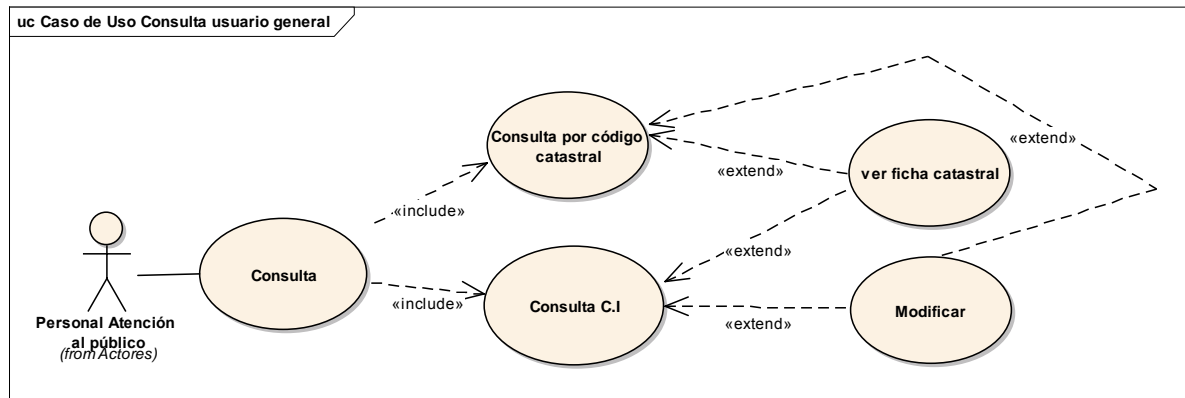 uc Caso de Uso Consulta usuario general
Consulta por código
catastral
«extend»
ver ficha catastral
«extend»
«include»
Consulta
«extend»
Personal Atención
al público
(from Actores)
«include»
Consulta C.I
Modificar
«extend»